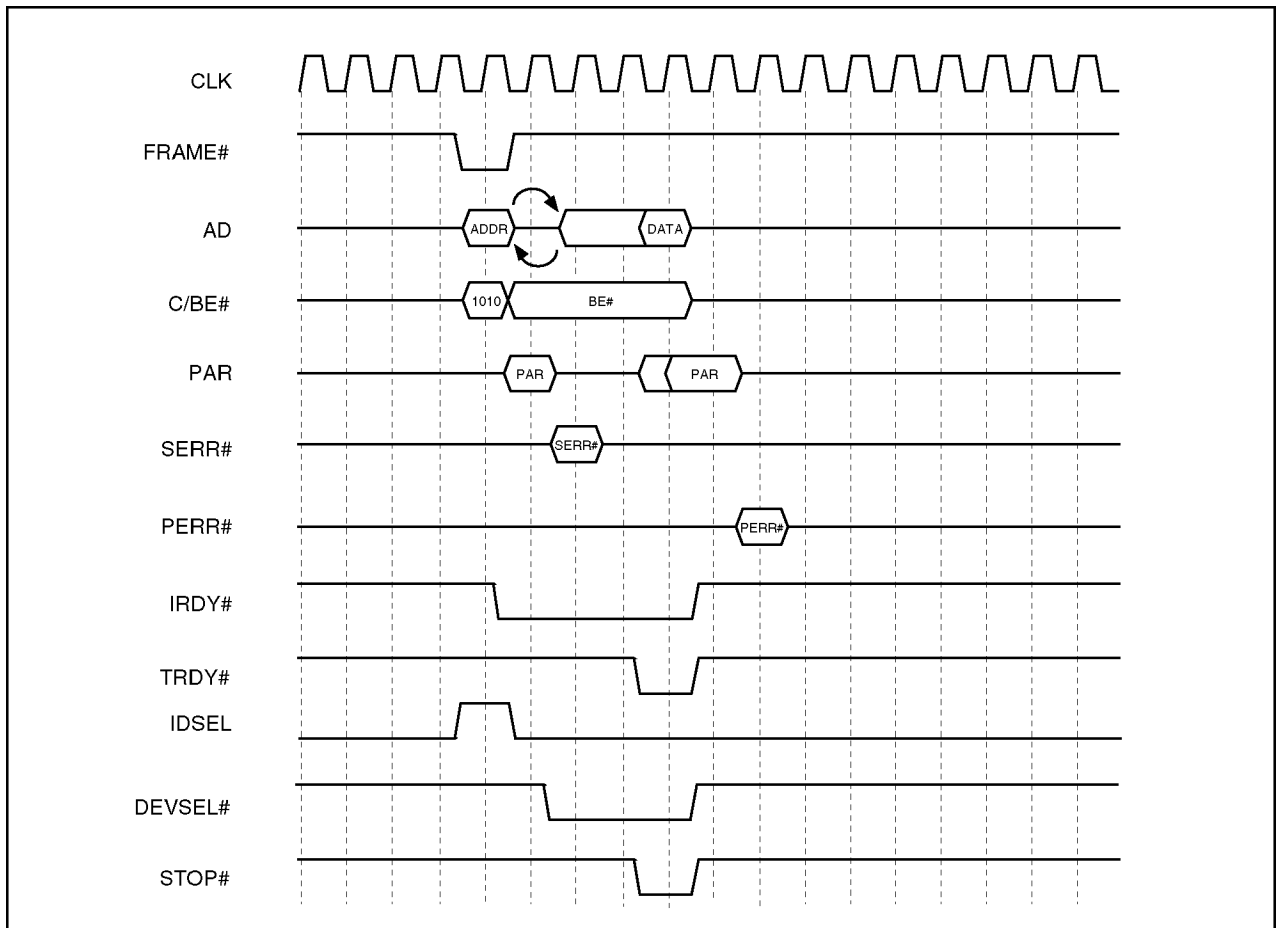 CLK
FRAME#
AD ADDR DATA
C/BE# 1010 BE#
PAR PAR PAR
SERR# SERR#
PERR# PERR#
IRDY#
TRDY#
IDSEL
DEVSEL#
STOP#